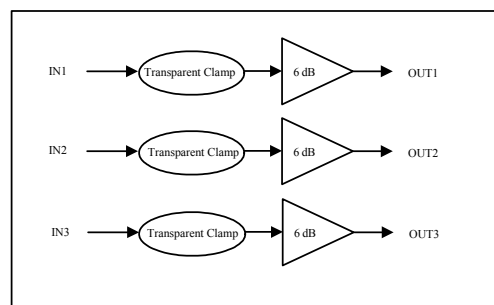 IN1 Transparent Clamp 6 dB OUT1
IN2 Transparent Clamp 6 dB OUT2
IN3 Transparent Clamp 6 dB OUT3